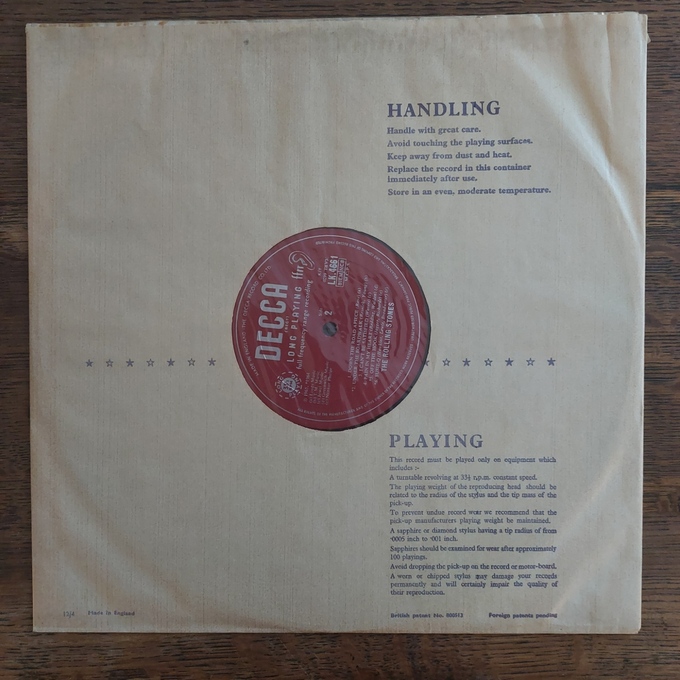 HANDLING
Handle with great care.
Avoid touching the playing surfaces.
Keep away from dust and heat.
Replace the record in this container
immediately after use.
Store in an even, moderate temperature.
DECCA
LONG PLAYING
full frequency range recording
ffrr
LK.4661
2
THE ROLLING STONES
PLAYING
This record must be played only on equipment which
includes :-
A turntable revolving at 33⅓ r.p.m. constant speed.
The playing weight of the reproducing head should be
related to the radius of the stylus and the tip mass of the
pick-up.
To prevent undue record wear we recommend that the
pick-up manufacturers playing weight be maintained.
A sapphire or diamond stylus having a tip radius of from
·0005 inch to ·001 inch.
Sapphires should be examined for wear after approximately
100 playings.
Avoid dropping the pick-up on the record or motor-board.
A worn or chipped stylus may damage your records
permanently and will certainly impair the quality of
their reproduction.
Made in England
British patent No. 800513 Foreign patents pending